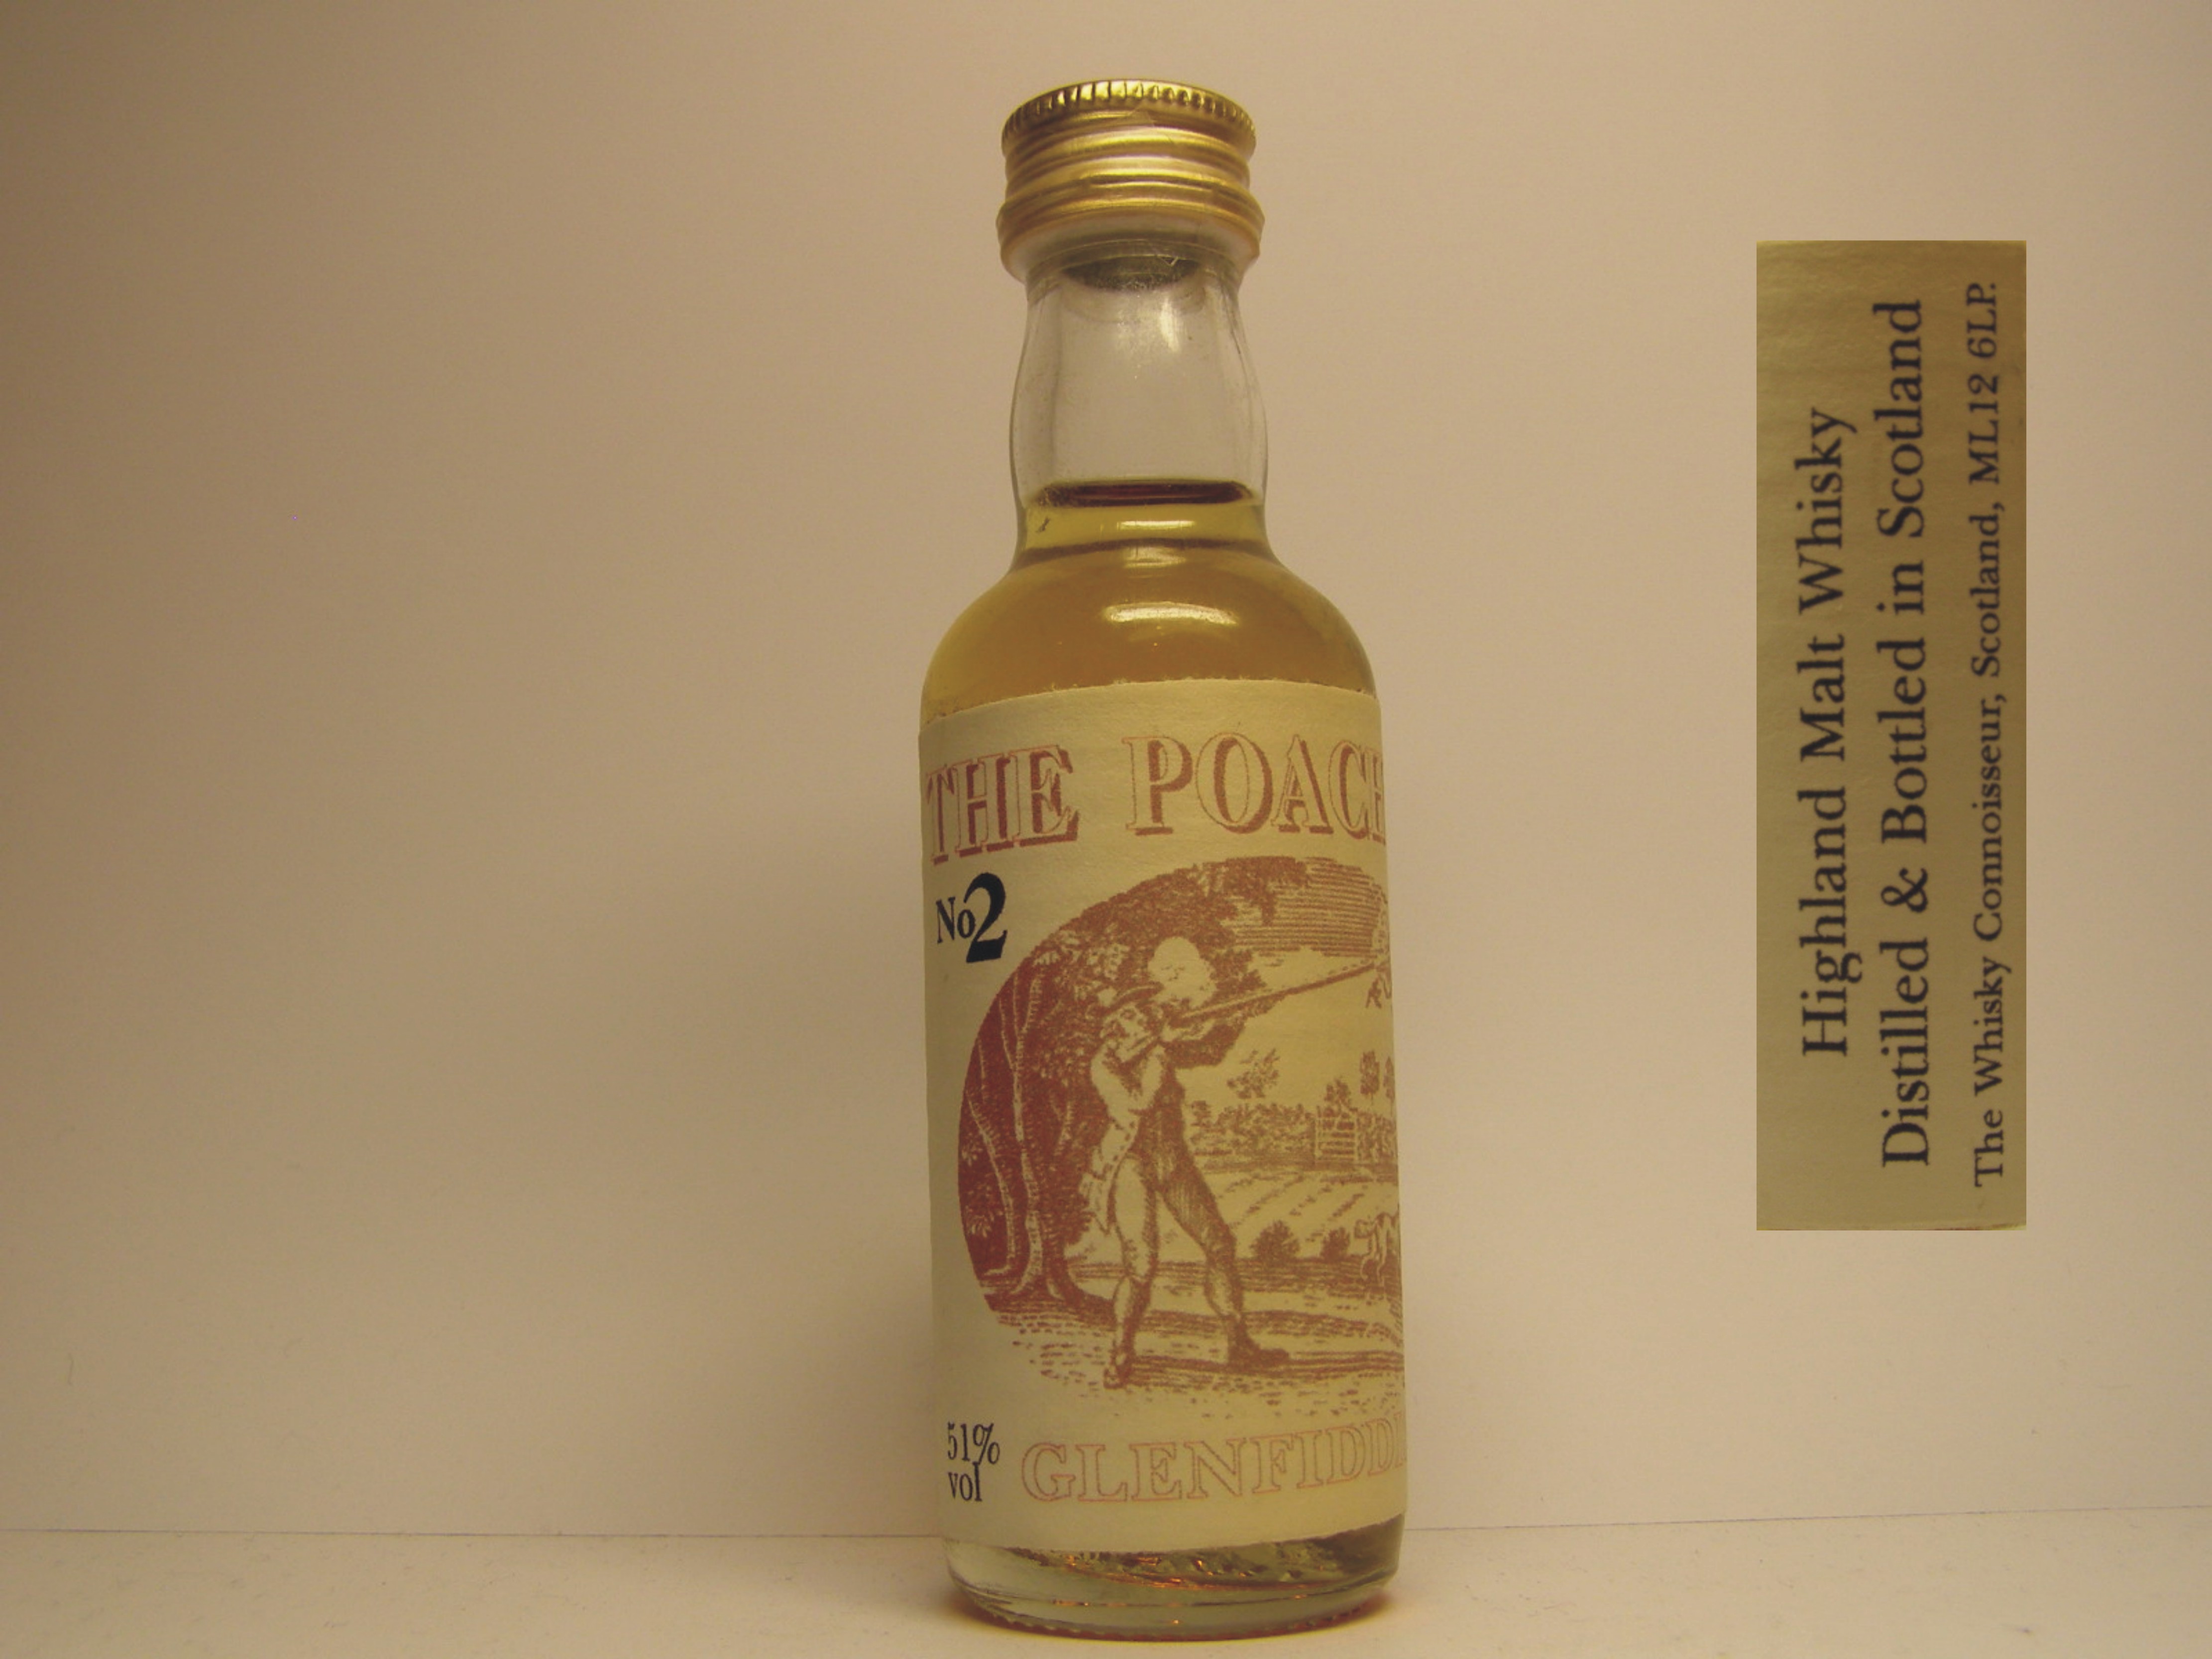 THE POACH
No2
51%
vol
GLENFIDD
Highland Malt Whisky
Distilled & Bottled in Scotland
The Whisky Connoisseur, Scotland, ML12 6LP.